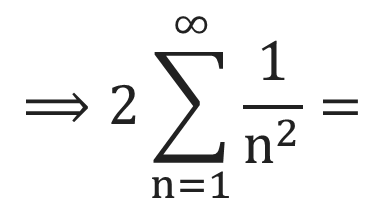 ⟹ 2 ∑_{n=1}^{∞} 1/n² =